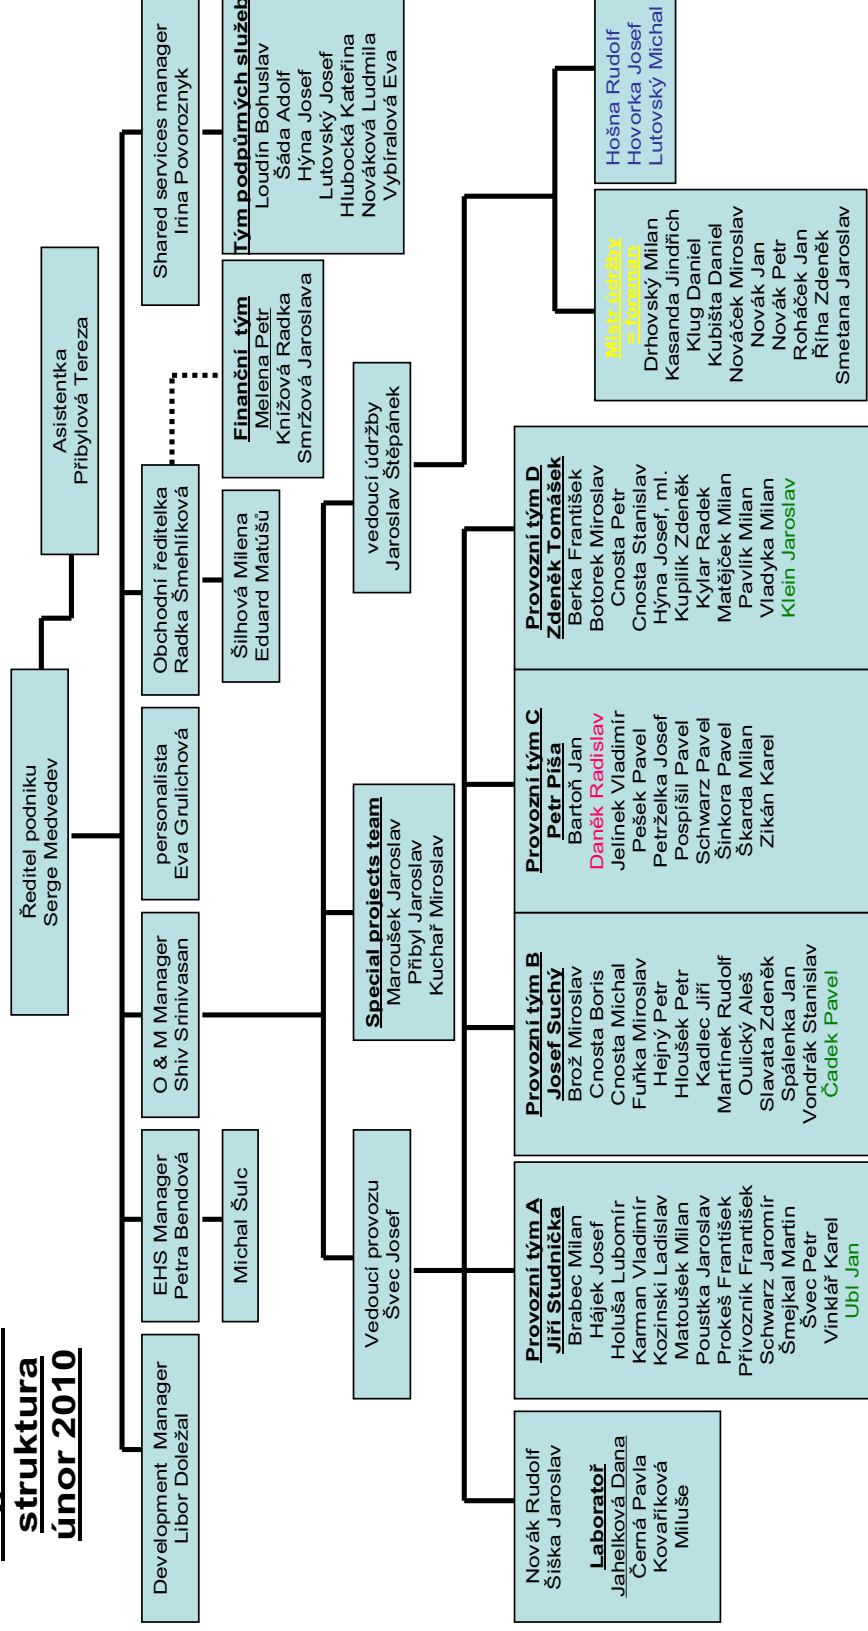 struktura
únor 2010
Ředitel podniku
Serge Medvedev
Asistentka
Přibylová Tereza
Development Manager
Libor Doležal
EHS Manager
Petra Bendová
O & M Manager
Shiv Srinivasan
personalista
Eva Grulichová
Obchodní ředitelka
Radka Šmehlíková
Shared services manager
Irina Povoroznyk
Michal Šulc
Šilhová Milena
Eduard Matúšů
Finanční tým
Melena Petr
Knížová Radka
Smržová Jaroslava
Tým podpůrných služeb
Loudín Bohuslav
Šáda Adolf
Hýna Josef
Lutovský Josef
Hlubocká Kateřina
Nováková Ludmila
Vybíralová Eva
Vedoucí provozu
Švec Josef
Special projects team
Maroušek Jaroslav
Přibyl Jaroslav
Kuchař Miroslav
vedoucí údržby
Jaroslav Štěpánek
Novák Rudolf
Šiška Jaroslav
Laboratoř
Jahelková Dana
Černá Pavla
Kovaříková
Miluše
Provozní tým A
Jiří Studnička
Brabec Milan
Hájek Josef
Holuša Lubomír
Karman Vladimír
Kozinski Ladislav
Matoušek Milan
Poustka Jaroslav
Prokeš František
Přívozník František
Schwarz Jaromír
Šmejkal Martin
Švec Petr
Vinklář Karel
Ubl Jan
Provozní tým B
Josef Suchý
Brož Miroslav
Cnosta Boris
Cnosta Michal
Fuňka Miroslav
Hejný Petr
Hloušek Petr
Kadlec Jiří
Martínek Rudolf
Oulický Aleš
Slavata Zdeněk
Spálenka Jan
Vondrák Stanislav
Čadek Pavel
Provozní tým C
Petr Píša
Bartoň Jan
Daněk Radislav
Jelínek Vladimír
Pešek Pavel
Petrželka Josef
Pospíšil Pavel
Schwarz Pavel
Šinkora Pavel
Škarda Milan
Zikán Karel
Provozní tým D
Zdeněk Tomášek
Berka František
Botorek Miroslav
Cnosta Petr
Cnosta Stanislav
Hýna Josef, ml.
Kupilík Zdeněk
Kylar Radek
Matějček Milan
Pavlík Milan
Vladyka Milan
Klein Jaroslav
Mistr údržby
= foreman
Drhovský Milan
Kasanda Jindřich
Klug Daniel
Kubišta Daniel
Nováček Miroslav
Novák Jan
Novák Petr
Roháček Jan
Říha Zdeněk
Smetana Jaroslav
Hošna Rudolf
Hovorka Josef
Lutovský Michal